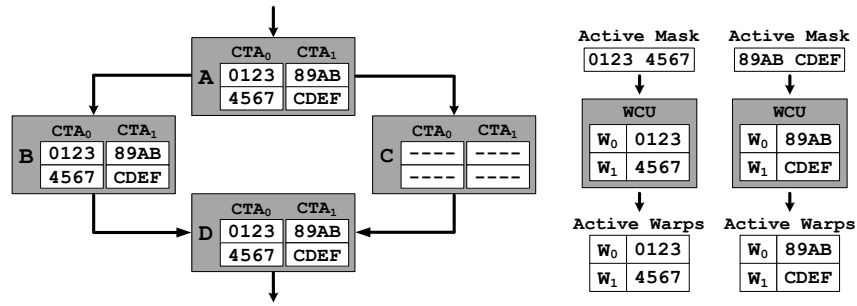 CTA0 CTA1
A 0123 89AB
4567 CDEF
CTA0 CTA1
B 0123 89AB
4567 CDEF
CTA0 CTA1
C ---- ----
---- ----
CTA0 CTA1
D 0123 89AB
4567 CDEF
Active Mask
0123 4567
WCU
W0 0123
W1 4567
Active Warps
W0 0123
W1 4567
Active Mask
89AB CDEF
WCU
W0 89AB
W1 CDEF
Active Warps
W0 89AB
W1 CDEF